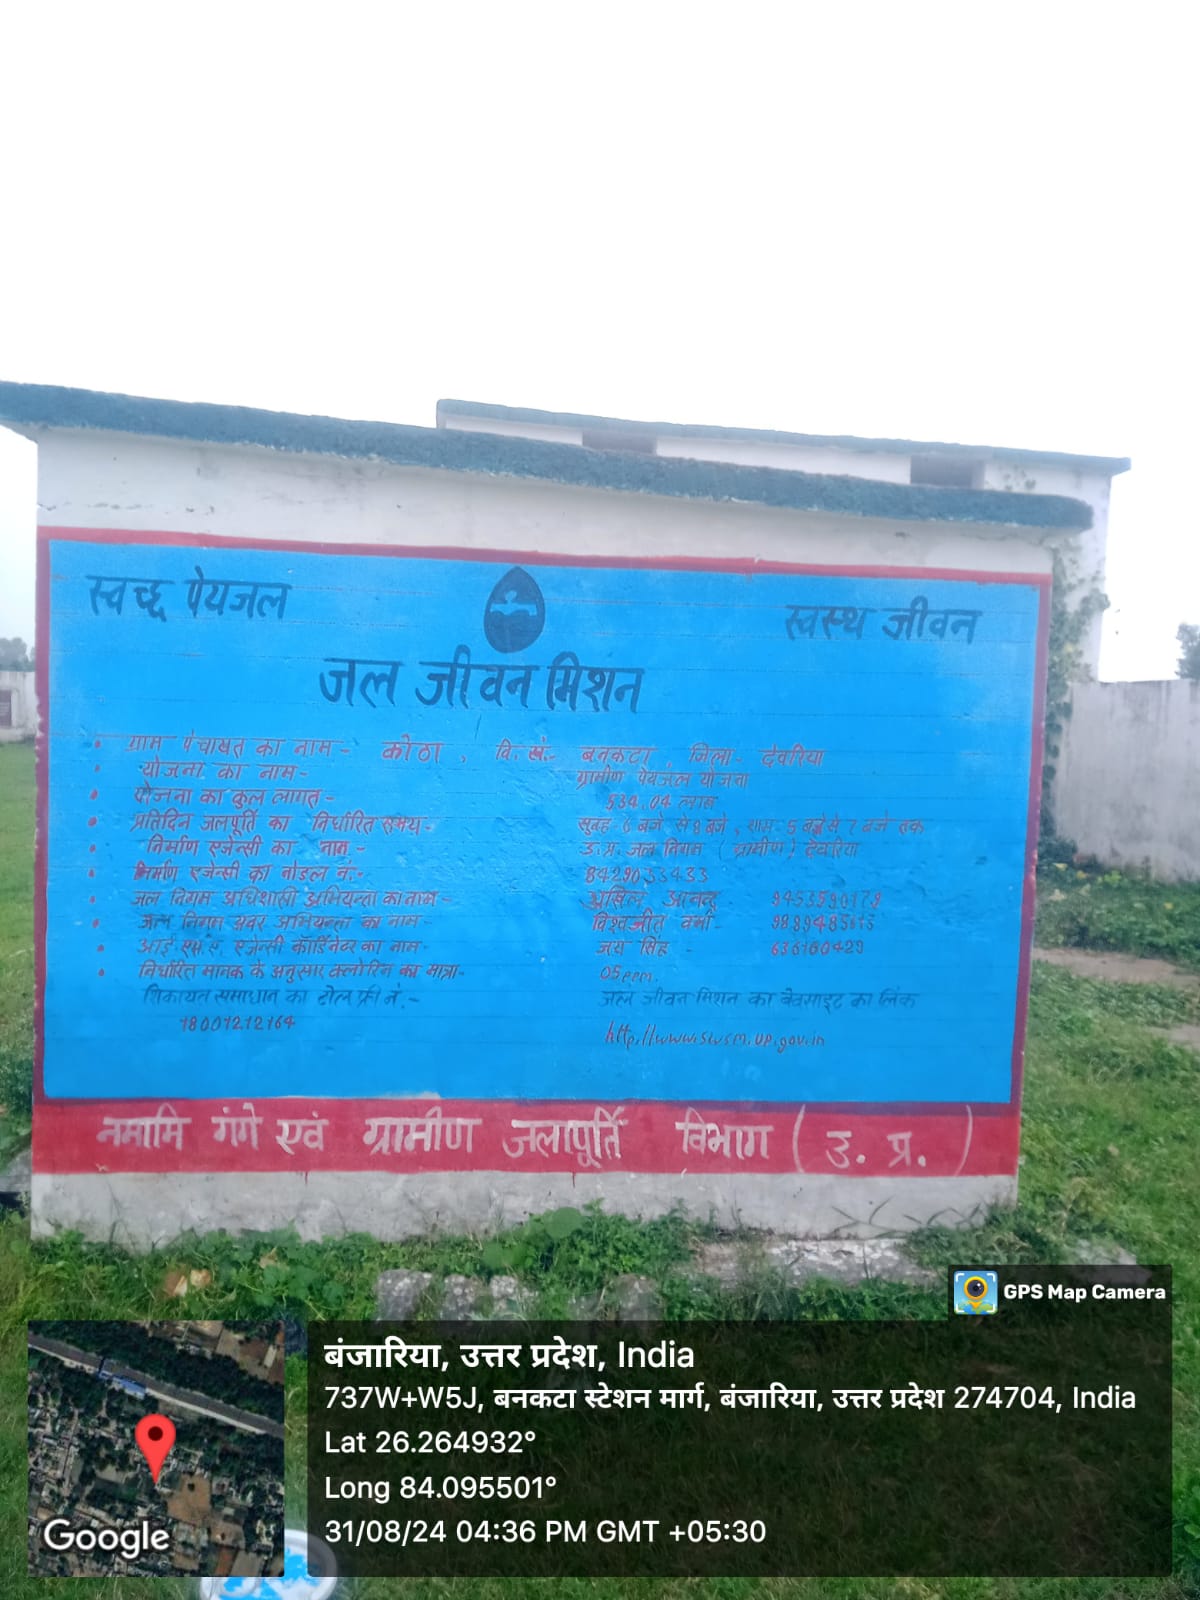 स्वच्छ पेयजल
स्वस्थ जीवन
जल जीवन मिशन
ग्राम पंचायत का नाम - कोठा, वि. खं.- बनकटा, जिला- देवरिया
योजना का नाम - ग्रामीण पेयजल योजना
योजना का कुल लागत - 534.04 लाख
प्रतिदिन जलपूर्ति का निर्धारित समय - सुबह 6 बजे से 8 बजे, शाम 5 बजे से 7 बजे तक
निर्माण एजेन्सी का नाम - उ.प्र. जल निगम (ग्रामीण) देवरिया
निर्माण एजेन्सी का नोडल नं.- 8429033433
जल निगम अधिशासी अभियन्ता का नाम - अखिल आनन्द
जल निगम अवर अभियन्ता का नाम - विश्वजीत वर्मा -
आई.एस.ए. एजेन्सी कॉर्डिनेटर का नाम - जय सिंह -
निर्धारित मानक के अनुसार क्लोरिन का मात्रा - 05 PPM.
शिकायत समाधान का टोल फ्री नं.- जल जीवन मिशन का वेवसाइट का लिंक
18001212164 http://www.swsm.up.gov.in
नमामि गंगे एवं ग्रामीण जलापूर्ति विभाग (उ. प्र.)
GPS Map Camera
बंजारिया, उत्तर प्रदेश, India
737W+W5J, बनकटा स्टेशन मार्ग, बंजारिया, उत्तर प्रदेश 274704, India
Lat 26.264932°
Long 84.095501°
31/08/24 04:36 PM GMT +05:30
Google